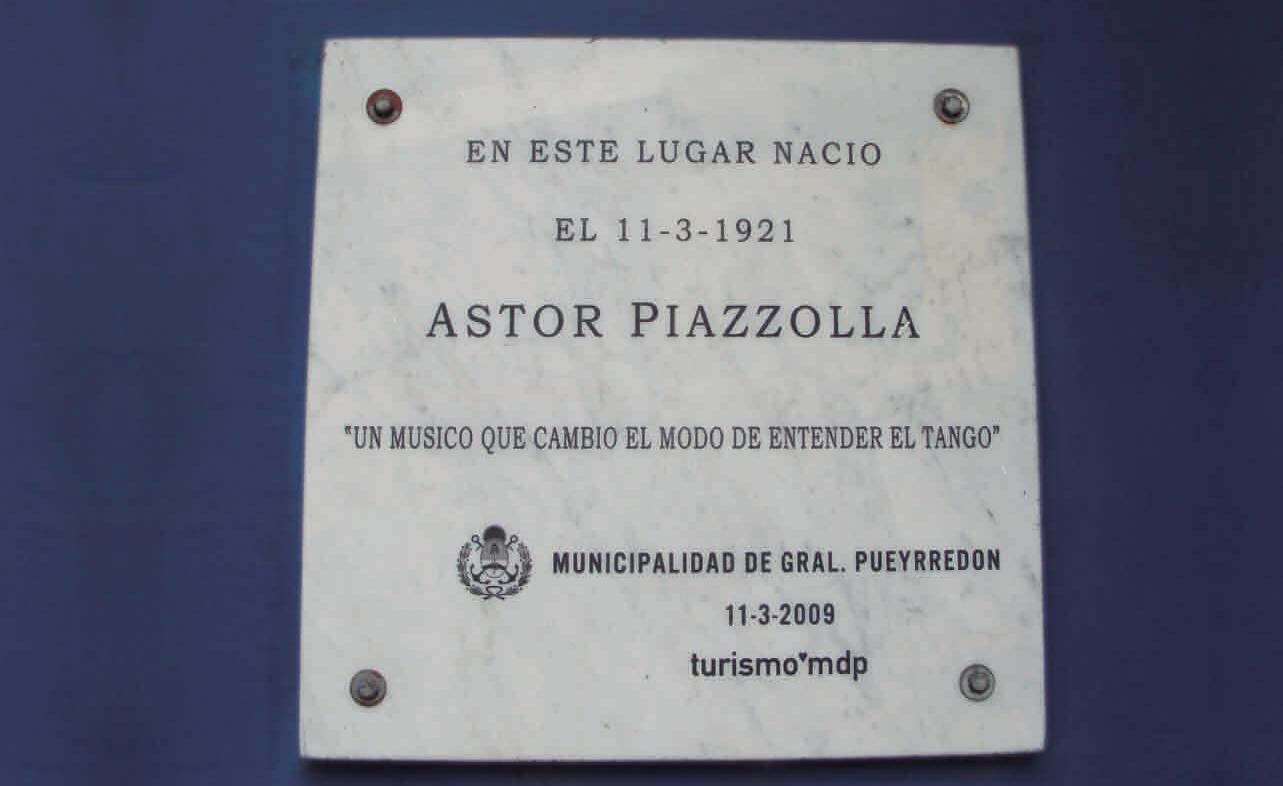 EN ESTE LUGAR NACIO
EL 11-3-1921
ASTOR PIAZZOLLA
"UN MUSICO QUE CAMBIO EL MODO DE ENTENDER EL TANGO"
MUNICIPALIDAD DE GRAL. PUEYRREDON
11-3-2009
turismo♥mdp